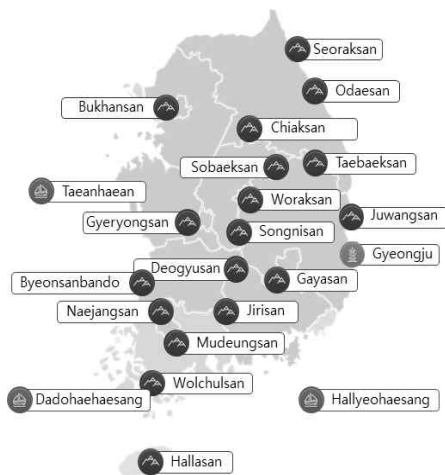 Seoraksan
Odaesan
Bukhansan
Chiaksan
Sobaeksan
Taebaeksan
Taeanhaean
Woraksan
Gyeryongsan
Juwangsan
Songnisan
Gyeongju
Deogyusan
Byeonsanbando
Gayasan
Naejangsan
Jirisan
Mudeungsan
Wolchulsan
Dadohaehaesang
Hallyeohaesang
Hallasan